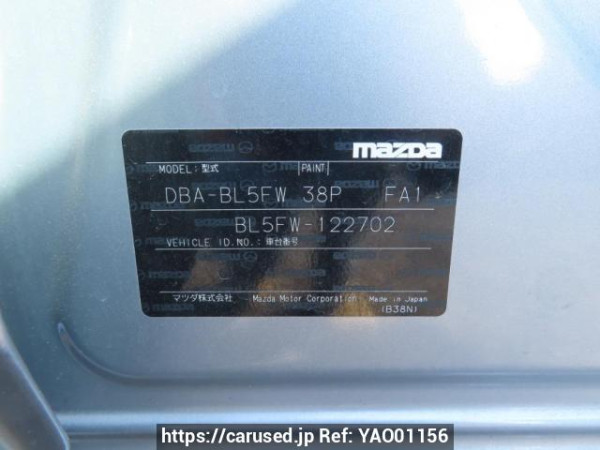 mazda
MODEL: 型式 PAINT
DBA-BL5FW 38P FA1
BL5FW-122702
VEHICLE ID.NO.: 車台番号
マツダ株式会社 Mazda Motor Corporation Made in Japan
(B38N)
https://carused.jp Ref: YAO01156